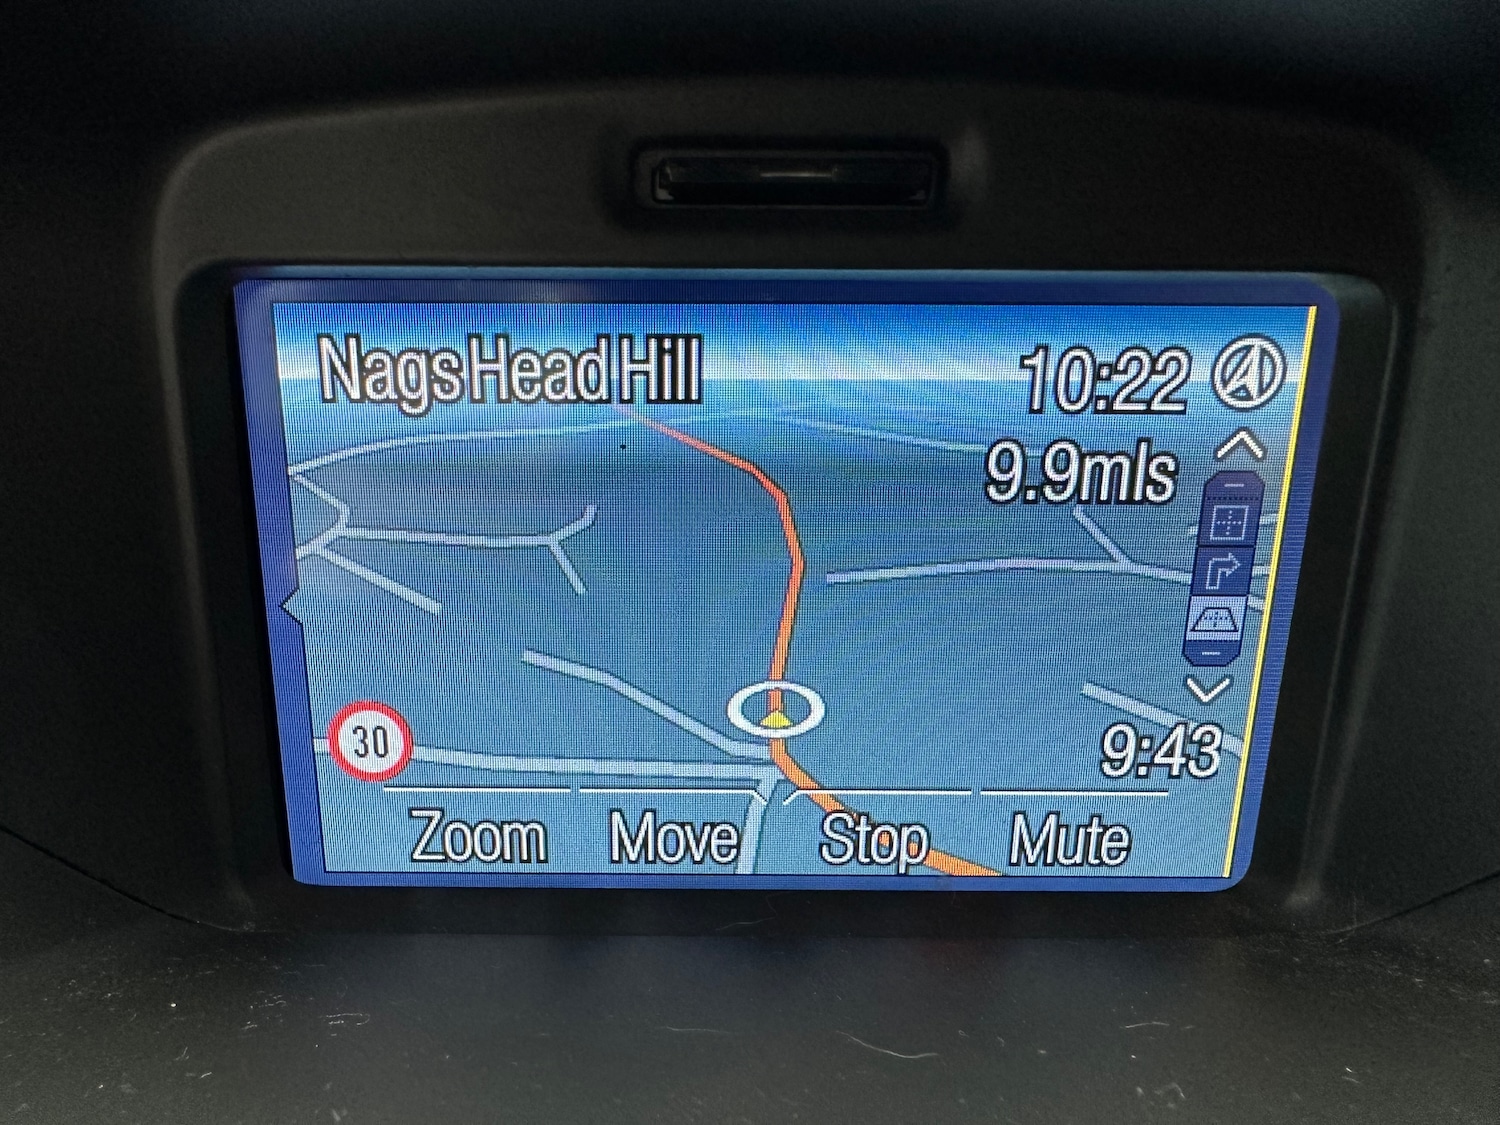 Nags Head Hill
10:22
9.9mls
30
9:43
Zoom Move Stop Mute